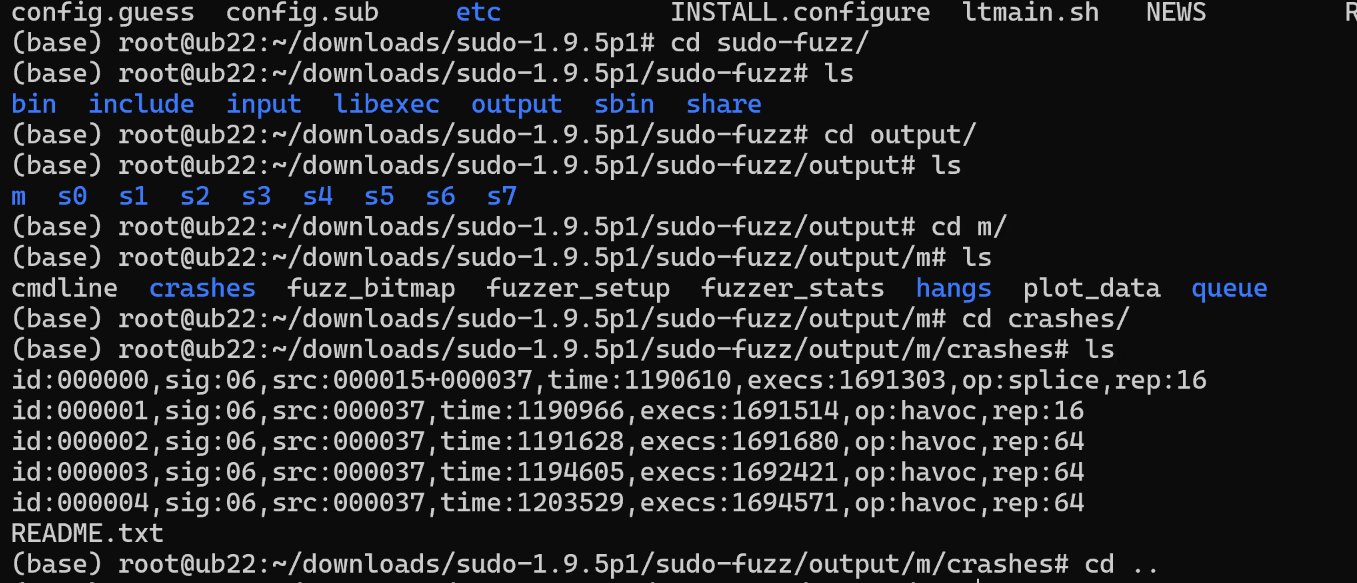 config.guess  config.sub       etc           INSTALL.configure  ltmain.sh   NEWS         R
(base) root@ub22:~/downloads/sudo-1.9.5p1# cd sudo-fuzz/
(base) root@ub22:~/downloads/sudo-1.9.5p1/sudo-fuzz# ls
bin  include  input  libexec  output  sbin  share
(base) root@ub22:~/downloads/sudo-1.9.5p1/sudo-fuzz# cd output/
(base) root@ub22:~/downloads/sudo-1.9.5p1/sudo-fuzz/output# ls
m  s0  s1  s2  s3  s4  s5  s6  s7
(base) root@ub22:~/downloads/sudo-1.9.5p1/sudo-fuzz/output# cd m/
(base) root@ub22:~/downloads/sudo-1.9.5p1/sudo-fuzz/output/m# ls
cmdline  crashes  fuzz_bitmap  fuzzer_setup  fuzzer_stats  hangs  plot_data  queue
(base) root@ub22:~/downloads/sudo-1.9.5p1/sudo-fuzz/output/m# cd crashes/
(base) root@ub22:~/downloads/sudo-1.9.5p1/sudo-fuzz/output/m/crashes# ls
id:000000,sig:06,src:000015+000037,time:1190610,execs:1691303,op:splice,rep:16
id:000001,sig:06,src:000037,time:1190966,execs:1691514,op:havoc,rep:16
id:000002,sig:06,src:000037,time:1191628,execs:1691680,op:havoc,rep:64
id:000003,sig:06,src:000037,time:1194605,execs:1692421,op:havoc,rep:64
id:000004,sig:06,src:000037,time:1203529,execs:1694571,op:havoc,rep:64
README.txt
(base) root@ub22:~/downloads/sudo-1.9.5p1/sudo-fuzz/output/m/crashes# cd ..